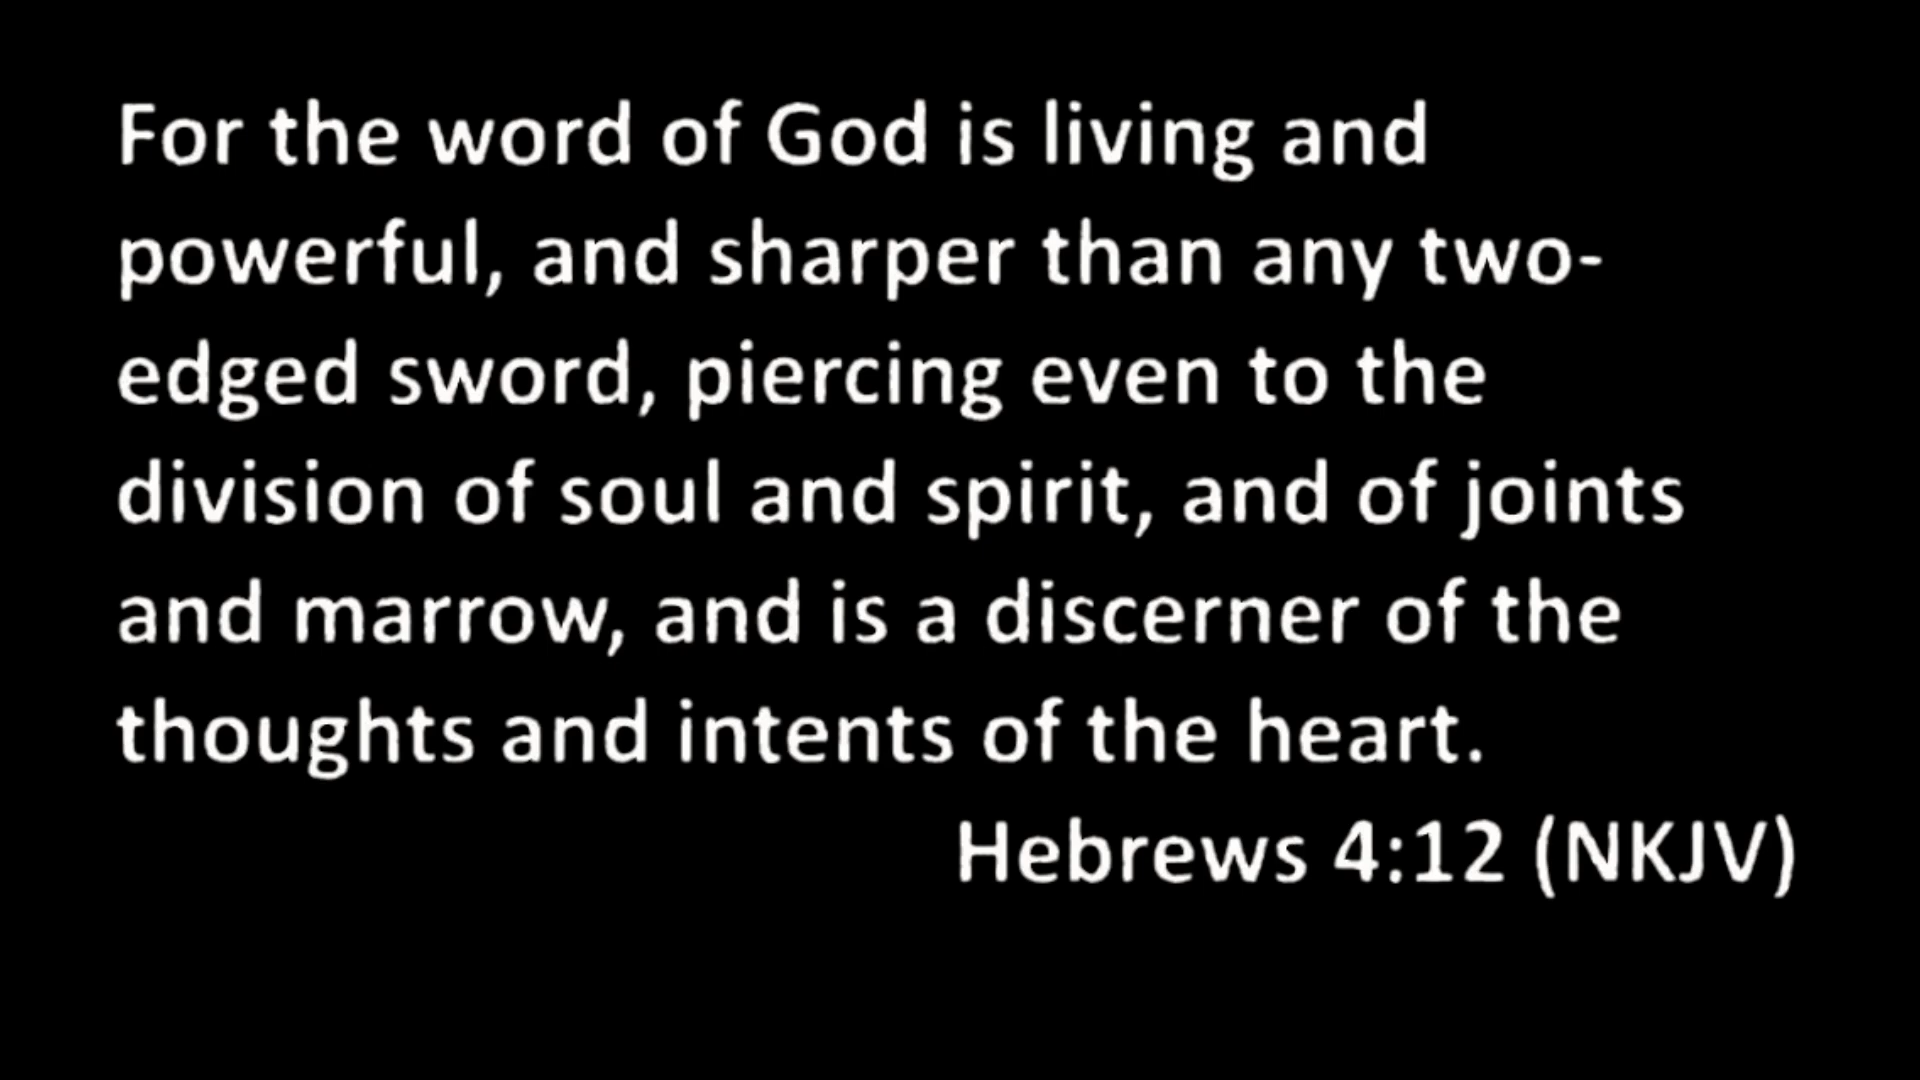 For the word of God is living and
powerful, and sharper than any two-
edged sword, piercing even to the
division of soul and spirit, and of joints
and marrow, and is a discerner of the
thoughts and intents of the heart.
Hebrews 4:12 (NKJV)